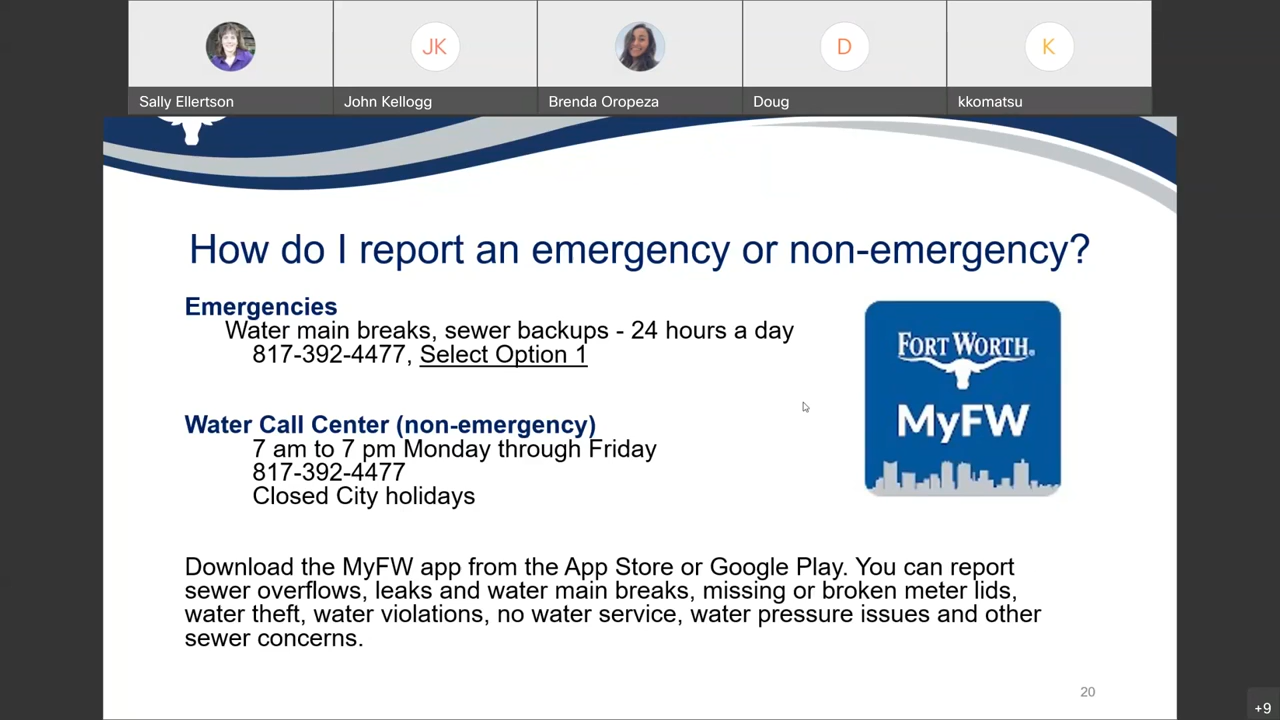 JK
D
K
Sally Ellertson
John Kellogg
Brenda Oropeza
Doug
kkomatsu
How do I report an emergency or non-emergency?
Emergencies
Water main breaks, sewer backups - 24 hours a day
817-392-4477, Select Option 1
Water Call Center (non-emergency)
7 am to 7 pm Monday through Friday
817-392-4477
Closed City holidays
FORT WORTH®
MyFW
Download the MyFW app from the App Store or Google Play. You can report
sewer overflows, leaks and water main breaks, missing or broken meter lids,
water theft, water violations, no water service, water pressure issues and other
sewer concerns.
20
+9